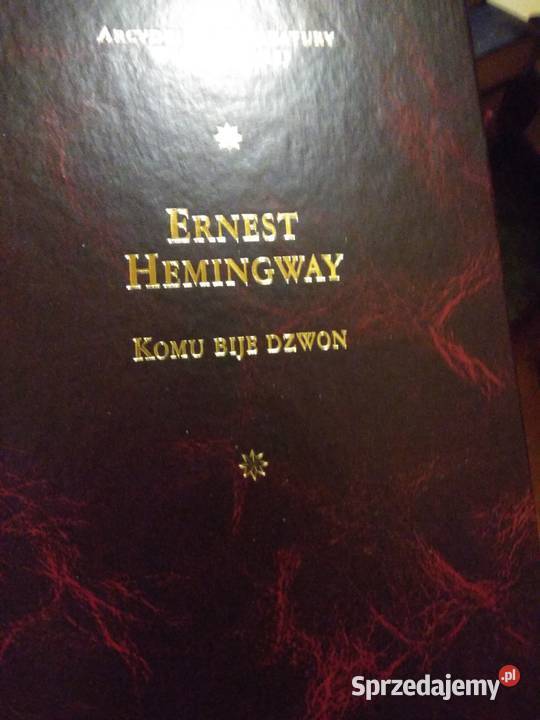 ERNEST
HEMINGWAY
KOMU BIJE DZWON
Sprzedajemy.pl